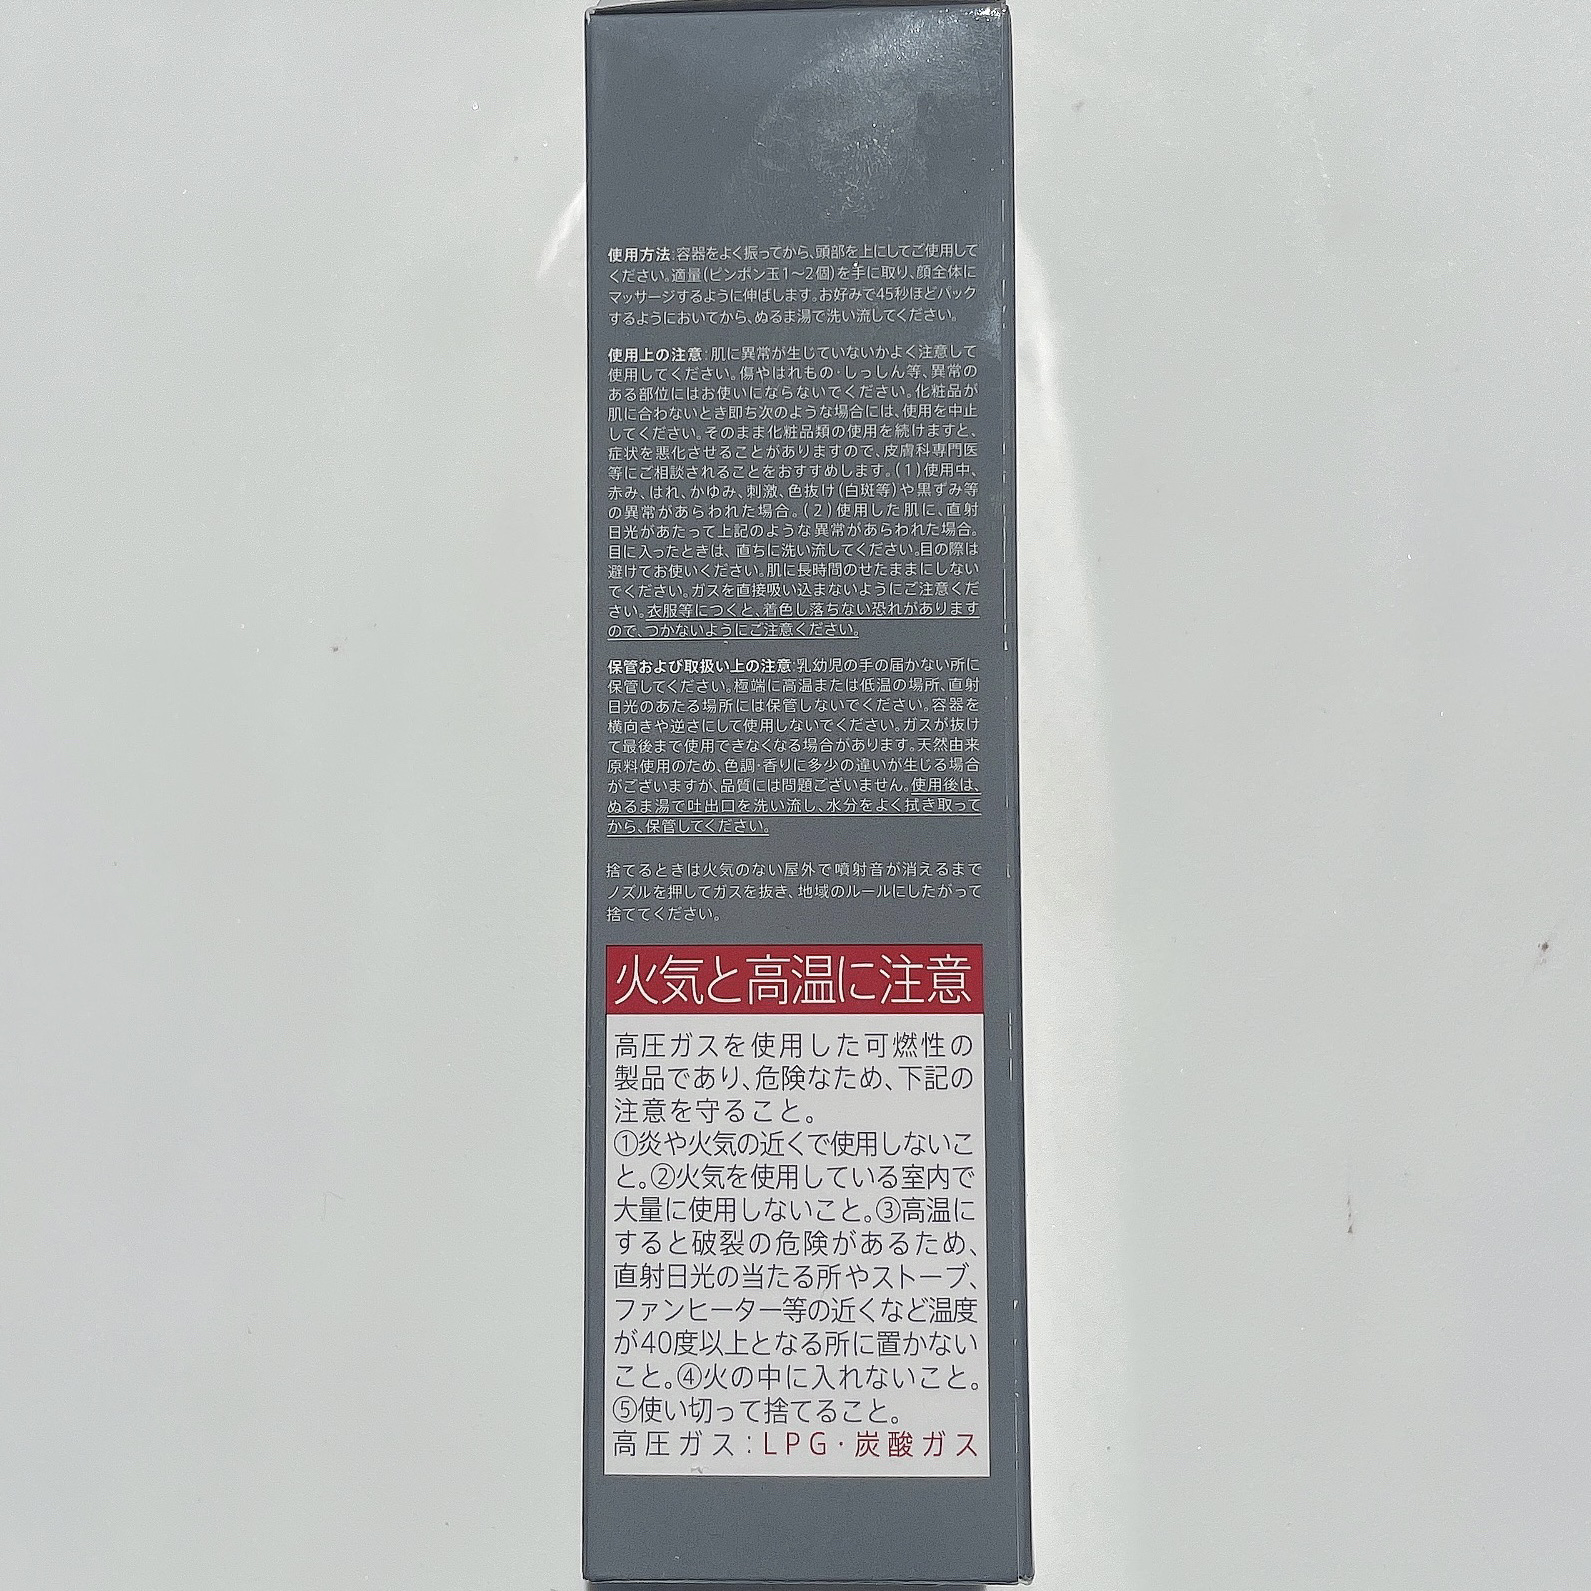 使用方法:容器をよく振ってから、頭部を上にしてご使用して
ください。適量(ピンポン玉1〜2個)を手に取り、顔全体に
マッサージするように伸ばします。お好みで45秒ほどパック
するようにおいてから、ぬるま湯で洗い流してください。
使用上の注意:肌に異常が生じていないかよく注意して
使用してください。傷やはれもの・しっしん等、異常の
ある部位にはお使いにならないでください。化粧品が
肌に合わないとき即ち次のような場合には、使用を中止
してください。そのまま化粧品類の使用を続けますと、
症状を悪化させることがありますので、皮膚科専門医
等にご相談されることをおすすめします。(1)使用中、
赤み、はれ、かゆみ、刺激、色抜け(白斑等)や黒ずみ等
の異常があらわれた場合。(2)使用した肌に、直射
日光があたって上記のような異常があらわれた場合。
目に入ったときは、直ちに洗い流してください。目の際は
避けてお使いください。肌に長時間のせたままにしない
でください。ガスを直接吸い込まないようにご注意くだ
さい。衣服等につくと、着色し落ちない恐れがあります
ので、つかないようにご注意ください。
保管および取扱い上の注意:乳幼児の手の届かない所に
保管してください。極端に高温または低温の場所、直射
日光のあたる場所には保管しないでください。容器を
横向きや逆さにして使用しないでください。ガスが抜け
て最後まで使用できなくなる場合があります。天然由来
原料使用のため、色調・香りに多少の違いが生じる場合
がございますが、品質には問題ございません。使用後は、
ぬるま湯で吐出口を洗い流し、水分をよく拭き取って
から、保管してください。
捨てるときは火気のない屋外で噴射音が消えるまで
ノズルを押してガスを抜き、地域のルールにしたがって
捨ててください。
火気と高温に注意
高圧ガスを使用した可燃性の
製品であり、危険なため、下記の
注意を守ること。
①炎や火気の近くで使用しないこ
と。②火気を使用している室内で
大量に使用しないこと。③高温に
すると破裂の危険があるため、
直射日光の当たる所やストーブ、
ファンヒーター等の近くなど温度
が40度以上となる所に置かない
こと。④火の中に入れないこと。
⑤使い切って捨てること。
高圧ガス:LPG・炭酸ガス